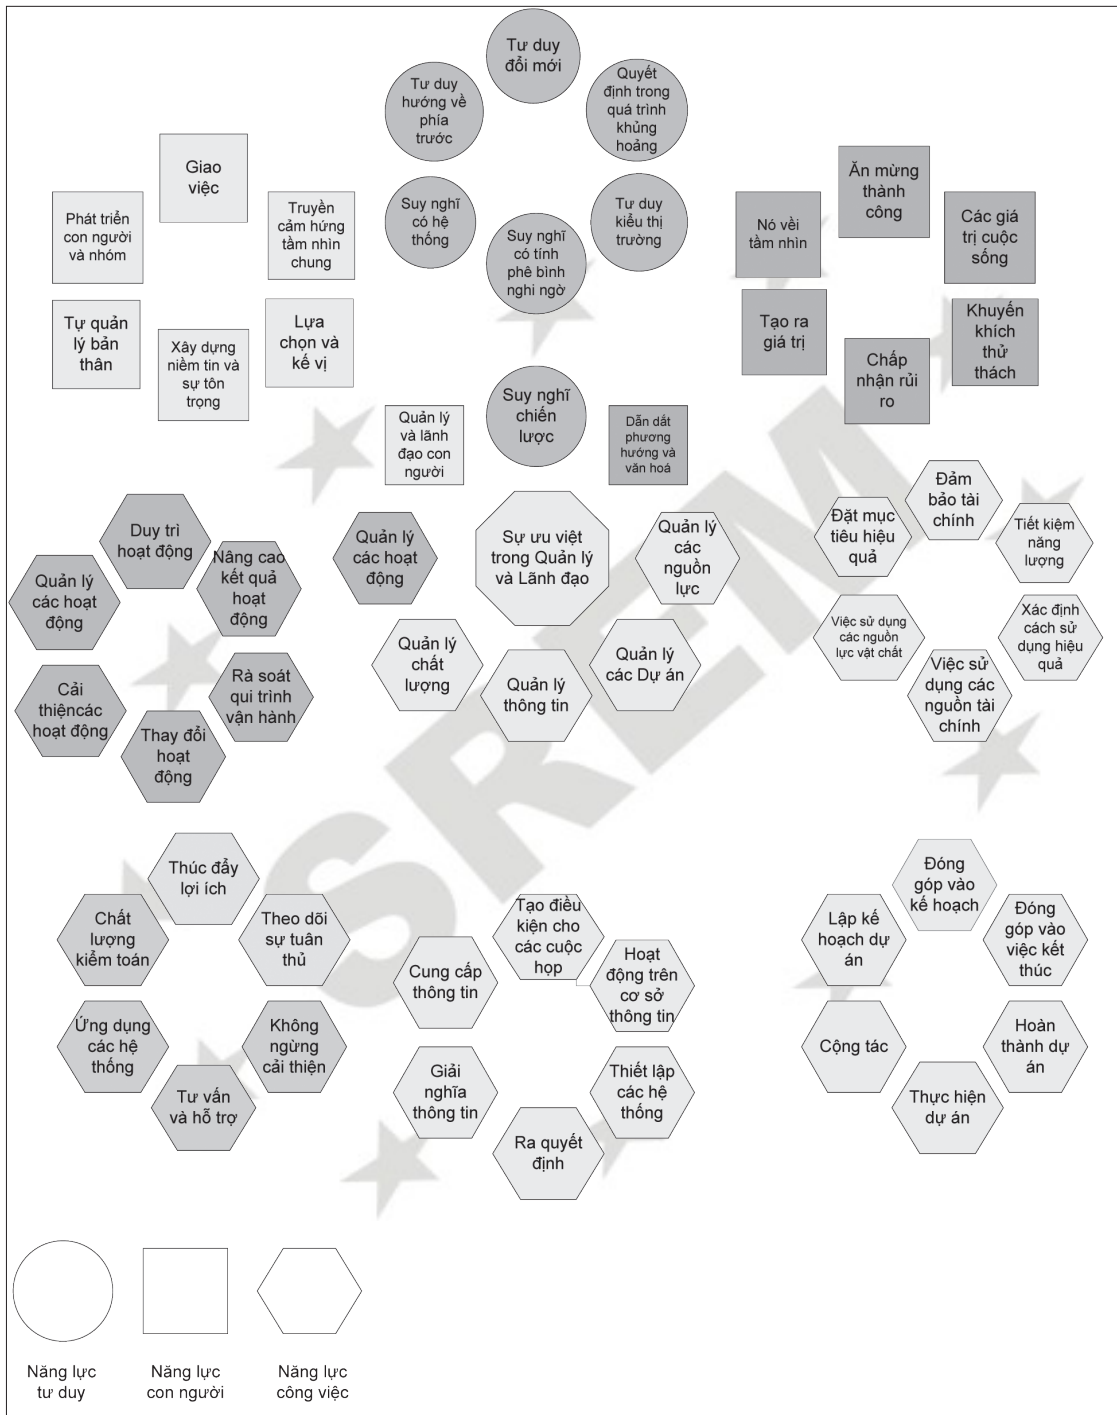 Tư duy
đổi mới
Tư duy
hướng về
phía
trước
Quyết
định trong
quá trình
khủng
hoảng
Suy nghĩ
có hệ
thống
Tư duy
kiểu thị
trường
Suy nghĩ
có tính
phê bình
nghi ngờ
Giao
việc
Phát triển
con người
và nhóm
Truyền
cảm hứng
tầm nhìn
chung
Tự quản
lý bản
thân
Xây dựng
niềm tin và
sự tôn
trọng
Lựa
chọn và
kế vị
Ăn mừng
thành
công
Nó vềi
tầm nhìn
Các giá
trị cuộc
sống
Tạo ra
giá trị
Chấp
nhận rủi
ro
Khuyến
khích
thử
thách
Suy nghĩ
chiến
lược
Quản lý
và lãnh
đạo con
người
Dẫn dắt
phương
hướng và
văn hoá
Sự ưu việt
trong Quản lý
và Lãnh đạo
Quản lý
các hoạt
động
Quản lý
các
nguồn
lực
Quản lý
chất
lượng
Quản lý
thông tin
Quản lý
các Dự án
Duy trì
hoạt động
Quản lý
các hoạt
động
Nâng cao
kết quả
hoạt
động
Cải
thiệncác
hoạt động
Thay đổi
hoạt
động
Rà soát
qui trình
vận hành
Đảm
bảo tài
chính
Đặt mục
tiêu hiệu
quả
Tiết kiệm
năng
lượng
Việc sử dụng
các nguồn
lực vật chất
Việc sử
dụng các
nguồn tài
chính
Xác định
cách sử
dụng hiệu
quả
Thúc đẩy
lợi ích
Chất
lượng
kiểm toán
Theo dõi
sự tuân
thủ
Ứng dụng
các hệ
thống
Tư vấn
và hỗ trợ
Không
ngừng
cải thiện
Tạo điều
kiện cho
các cuộc
họp
Cung cấp
thông tin
Hoạt
động trên
cơ sở
thông tin
Giải
nghĩa
thông tin
Ra quyết
định
Thiết lập
các hệ
thống
Đóng
góp vào
kế hoạch
Lập kế
hoạch dự
án
Đóng
góp vào
việc kết
thúc
Cộng tác
Thực hiện
dự án
Hoàn
thành dự
án
Năng lực
tư duy
Năng lực
con người
Năng lực
công việc
SREM